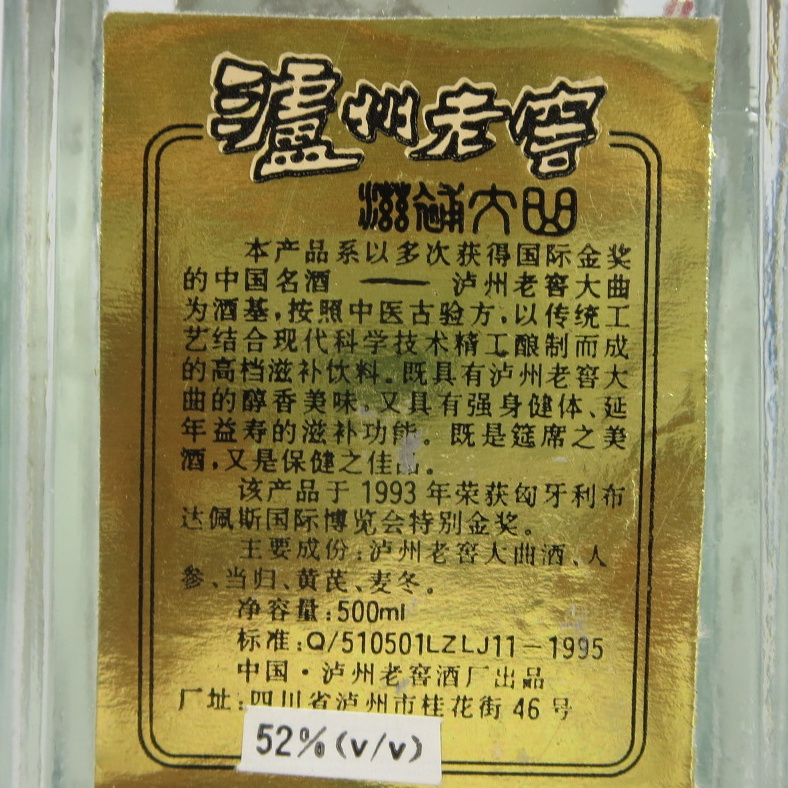 泸州老窖
滋补大曲
本产品系以多次获得国际金奖
的中国名酒 —— 泸州老窖大曲
为酒基,按照中医古验方,以传统工
艺结合现代科学技术精工酿制而成
的高档滋补饮料。既具有泸州老窖大
曲的醇香美味,又具有强身健体、延
年益寿的滋补功能。既是筵席之美
酒,又是保健之佳品。
该产品于1993年荣获匈牙利布
达佩斯国际博览会特别金奖。
主要成份:泸州老窖大曲酒、人
参、当归、黄芪、麦冬。
净容量:500ml
标准:Q/510501LZLJ11-1995
中国·泸州老窖酒厂出品
厂址:四川省泸州市桂花街46号
52%(v/v)